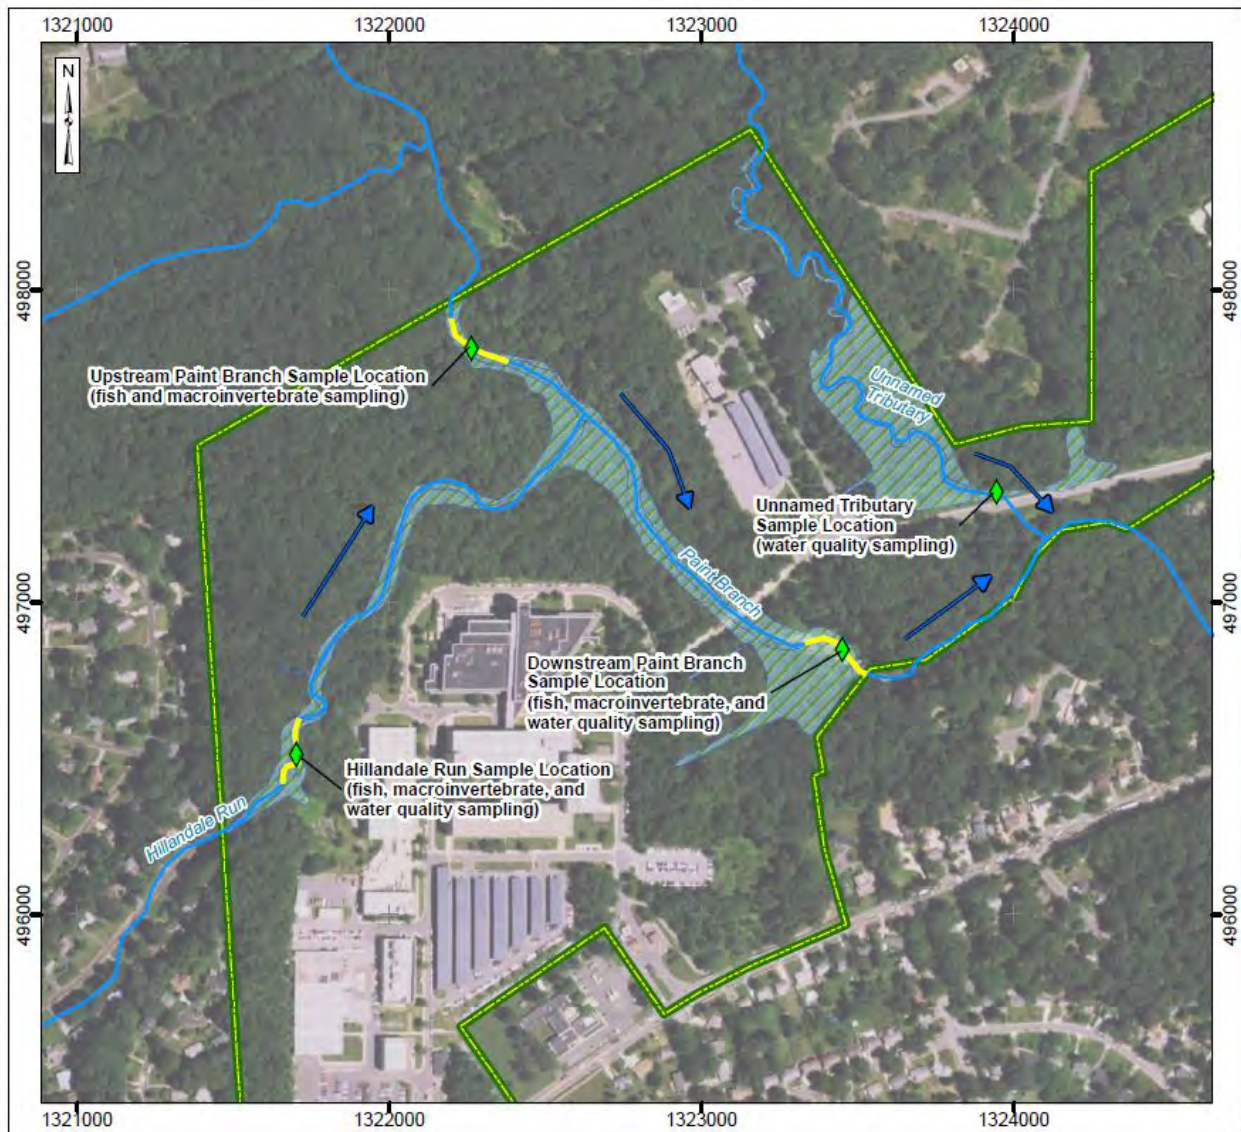 1321000 1322000 1323000 1324000
N
498000 498000
Upstream Paint Branch Sample Location
(fish and macroinvertebrate sampling)
Unnamed
Tributary
Unnamed Tributary
Sample Location
(water quality sampling)
Paint Branch
497000 497000
Downstream Paint Branch
Sample Location
(fish, macroinvertebrate, and
water quality sampling)
Hillandale Run Sample Location
(fish, macroinvertebrate, and
water quality sampling)
Hillandale Run
496000 496000
1321000 1322000 1323000 1324000